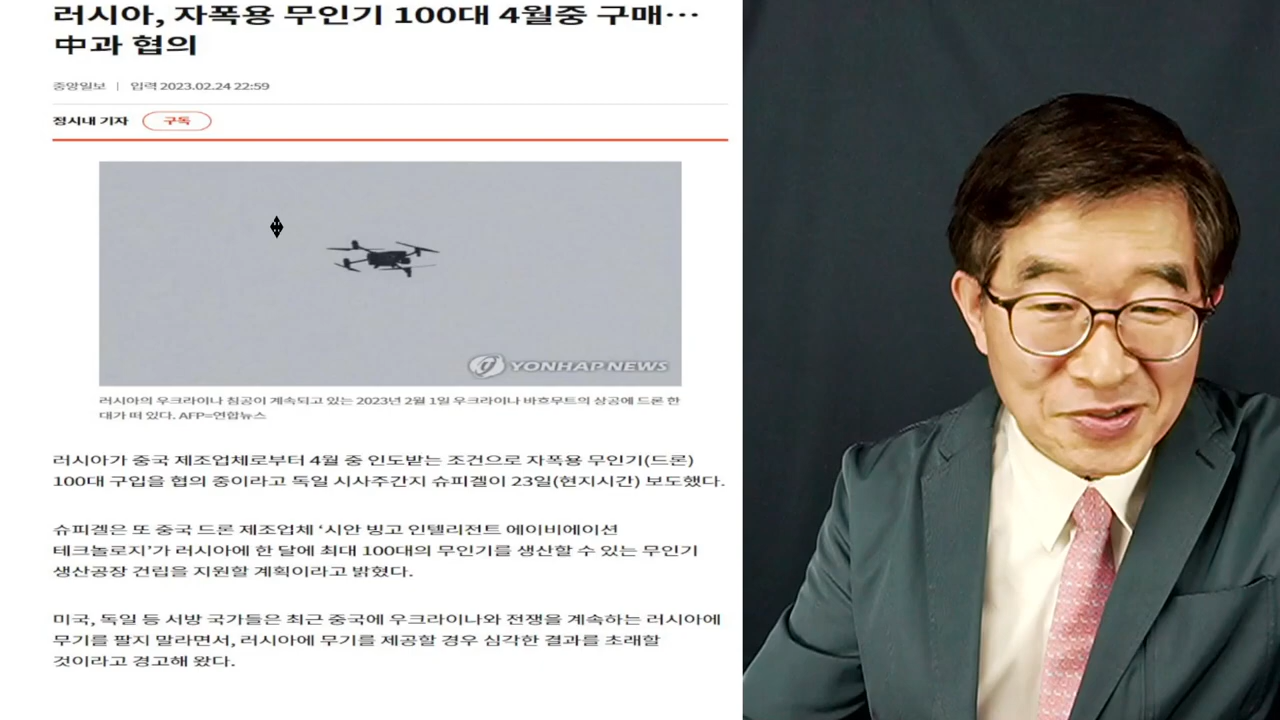 러시아, 자폭용 무인기 100대 4월중 구매…
中과 협의
중앙일보 | 입력 2023.02.24 22:59
정시내 기자 구독
YONHAP NEWS
러시아의 우크라이나 침공이 계속되고 있는 2023년 2월 1일 우크라이나 바흐무트의 상공에 드론 한
대가 떠 있다. AFP=연합뉴스
러시아가 중국 제조업체로부터 4월 중 인도받는 조건으로 자폭용 무인기(드론)
100대 구입을 협의 중이라고 독일 시사주간지 슈피겔이 23일(현지시간) 보도했다.
슈피겔은 또 중국 드론 제조업체 ‘시안 빙고 인텔리전트 에이비에이션
테크놀로지’가 러시아에 한 달에 최대 100대의 무인기를 생산할 수 있는 무인기
생산공장 건립을 지원할 계획이라고 밝혔다.
미국, 독일 등 서방 국가들은 최근 중국에 우크라이나와 전쟁을 계속하는 러시아에
무기를 팔지 말라면서, 러시아에 무기를 제공할 경우 심각한 결과를 초래할
것이라고 경고해 왔다.